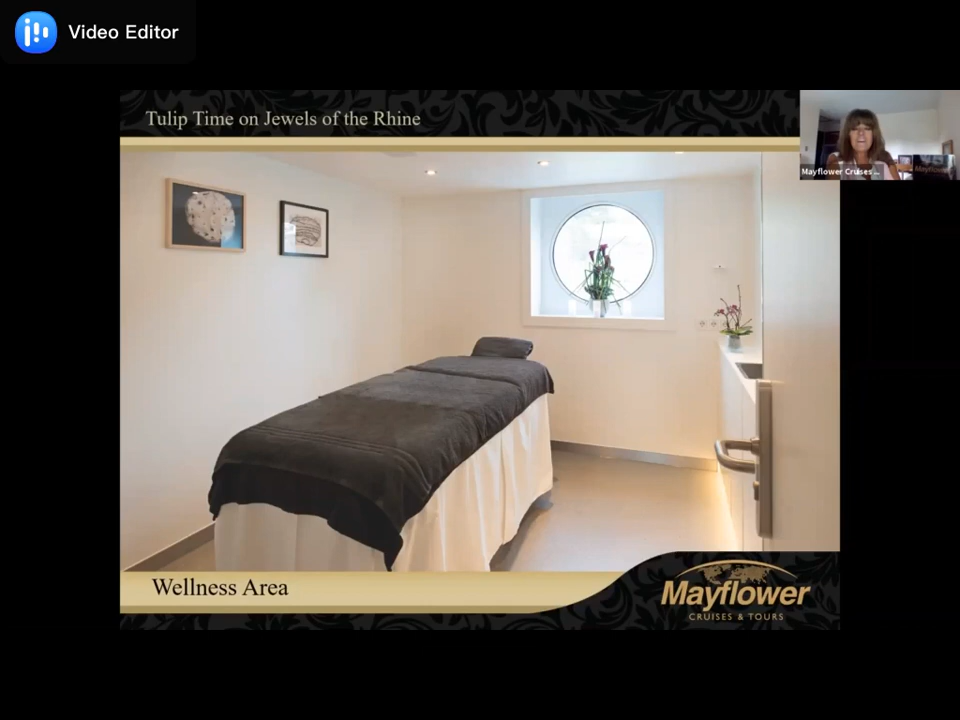 Video Editor
Tulip Time on Jewels of the Rhine
Mayflower Cruises ...
Wellness Area
Mayflower
CRUISES & TOURS